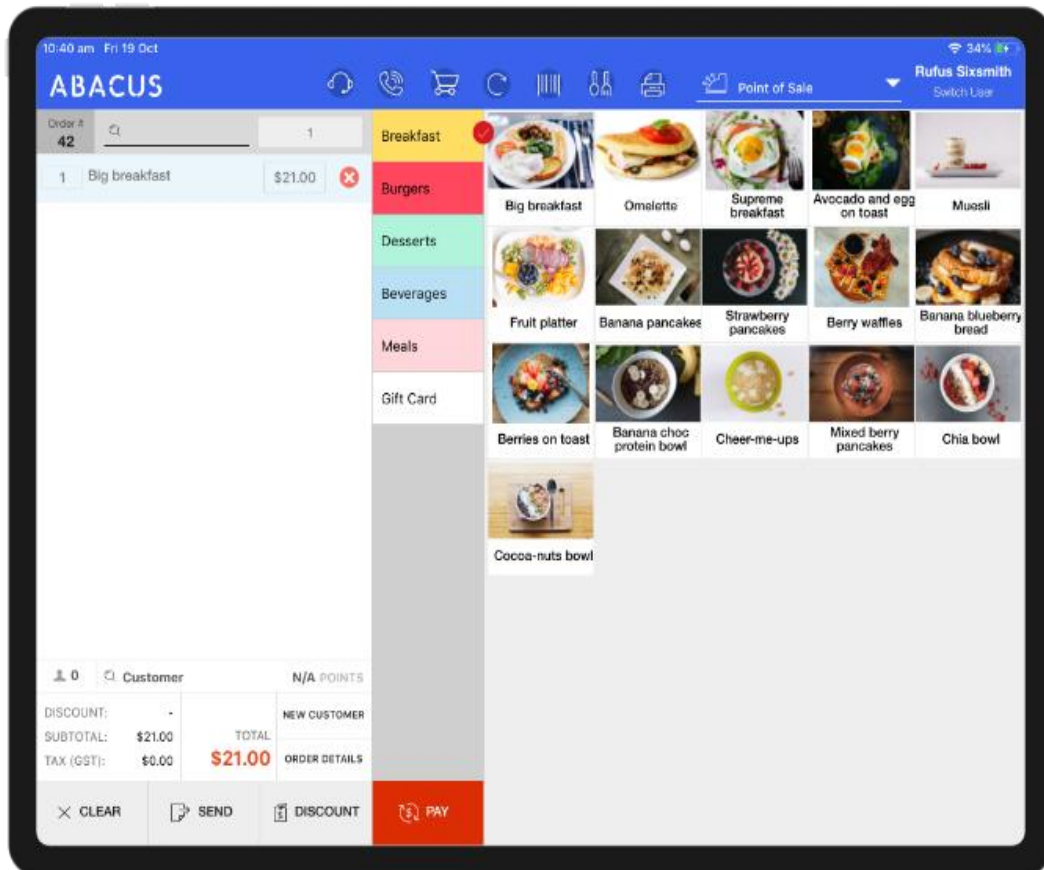 10:40 am Fri 19 Oct
34%
ABACUS
Point of Sale
Rufus Sixsmith
Switch User
Order #
42
1
1 Big breakfast $21.00
Breakfast
Burgers
Desserts
Beverages
Meals
Gift Card
Big breakfast
Omelette
Supreme
breakfast
Avocado and egg
on toast
Muesli
Fruit platter
Banana pancakes
Strawberry
pancakes
Berry waffles
Banana blueberry
bread
Berries on toast
Banana choc
protein bowl
Cheer-me-ups
Mixed berry
pancakes
Chia bowl
Cocoa-nuts bowl
0 Customer N/A POINTS
DISCOUNT: -
SUBTOTAL: $21.00
TAX (GST): $0.00
TOTAL
$21.00
NEW CUSTOMER
ORDER DETAILS
CLEAR
SEND
DISCOUNT
PAY